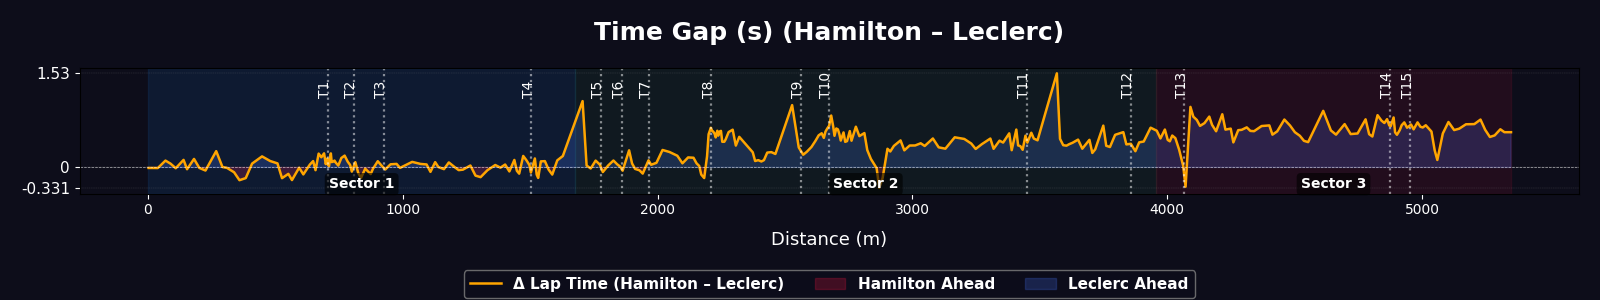 Time Gap (s) (Hamilton – Leclerc)
1.53
0
-0.331
T1
T2
T3
T4
T5
T6
T7
T8
T9
T10
T11
T12
T13
T14
T15
Sector 1
Sector 2
Sector 3
0
1000
2000
3000
4000
5000
Distance (m)
Δ Lap Time (Hamilton – Leclerc)
Hamilton Ahead
Leclerc Ahead